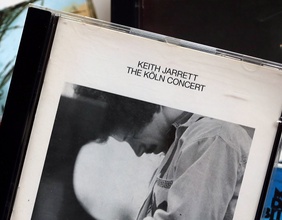 KEITH JARRETT
THE KÖLN CONCERT